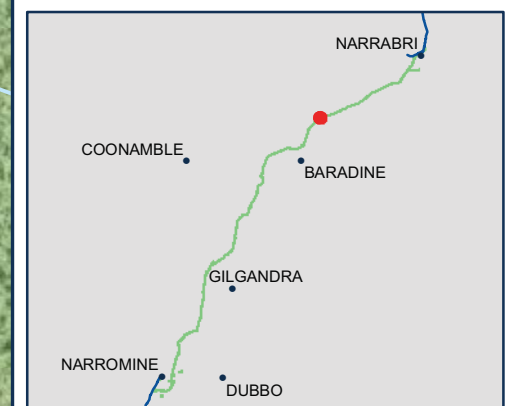 NARRABRI
COONAMBLE
BARADINE
GILGANDRA
NARROMINE
DUBBO